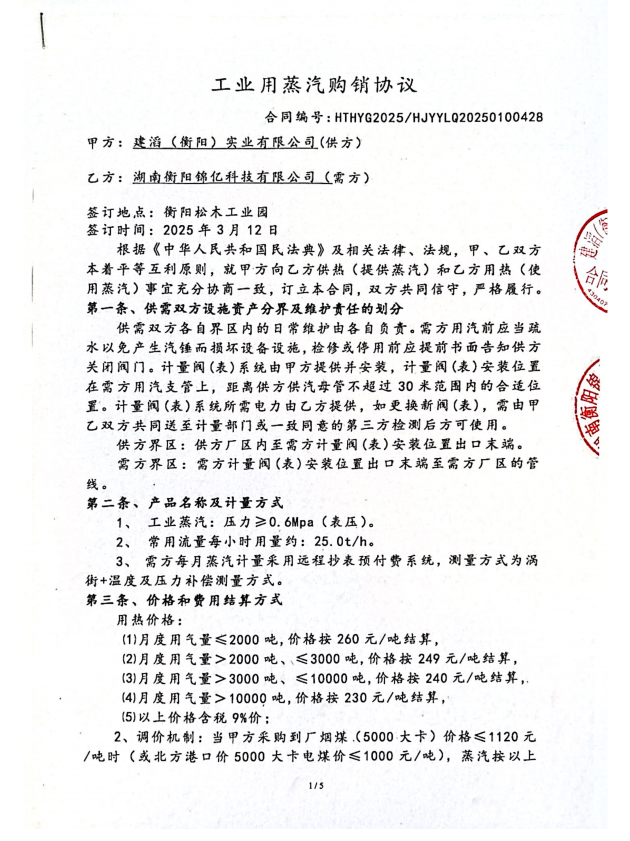 工业用蒸汽购销协议
合同编号:HTHYG2025/HJYYLQ20250100428
甲方: 建滔（衡阳）实业有限公司(供方)
乙方: 湖南衡阳锦亿科技有限公司（需方）
签订地点: 衡阳松木工业园
签订时间: 2025 年 3 月 12 日
根据《中华人民共和国民法典》及相关法律、法规，甲、乙双方
本着平等互利原则，就甲方向乙方供热（提供蒸汽）和乙方用热（使
用蒸汽）事宜充分协商一致，订立本合同，双方共同信守，严格履行。
第一条、供需双方设施资产分界及维护责任的划分
供需双方各自界区内的日常维护由各自负责。需方用汽前应当疏
水以免产生汽锤而损坏设备设施，检修或停用前应提前书面告知供方
关闭阀门。计量阀(表)系统由甲方提供并安装，计量阀(表)安装位置
在需方用汽支管上，距离供方供汽母管不超过 30 米范围内的合适位
置。计量阀(表)系统所需电力由乙方提供，如更换新阀(表)，需由甲
乙双方共同送至计量部门或一致同意的第三方检测后方可使用。
供方界区: 供方厂区内至需方计量阀(表)安装位置出口末端。
需方界区: 需方计量阀(表)安装位置出口末端至需方厂区的管
线。
第二条、产品名称及计量方式
1、 工业蒸汽: 压力≥0.6Mpa (表压)。
2、 常用流量每小时用量约: 25.0t/h。
3、 需方每月蒸汽计量采用远程抄表预付费系统，测量方式为涡
街+温度及压力补偿测量方式。
第三条、价格和费用结算方式
用热价格:
⑴月度用气量≤2000 吨,价格按 260 元/吨结算,
⑵月度用气量＞2000 吨、≤3000 吨,价格按 249 元/吨结算,
⑶月度用气量＞3000 吨、≤10000 吨,价格按 240 元/吨结算,
⑷月度用气量＞10000 吨,价格按 230 元/吨结算,
⑸以上价格含税 9%价;
2、调价机制: 当甲方采购到厂烟煤 (5000 大卡) 价格≤1120 元
/吨时（或北方港口价 5000 大卡电煤价≤1000 元/吨），蒸汽按以上
1/5
建滔(衡
合同
南衡阳锦